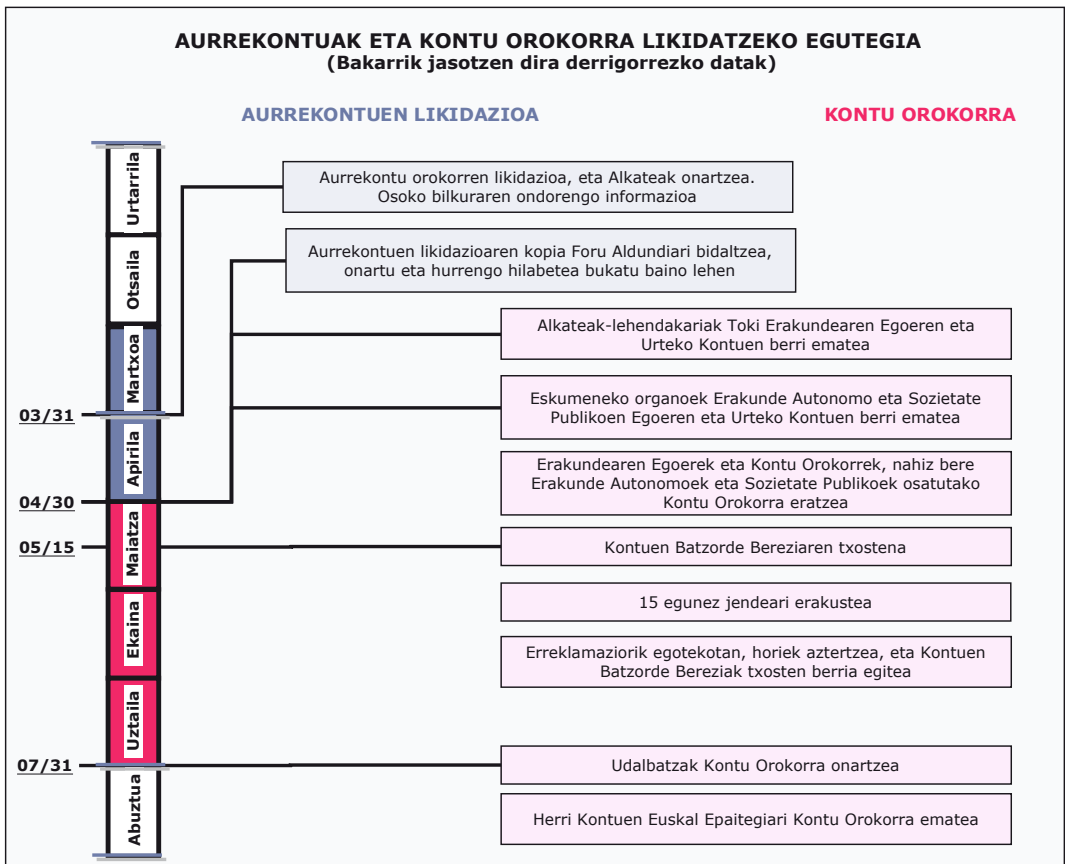 AURREKONTUAK ETA KONTU OROKORRA LIKIDATZEKO EGUTEGIA
(Bakarrik jasotzen dira derrigorrezko datak)
AURREKONTUEN LIKIDAZIOA
KONTU OROKORRA
Urtarrila
Aurrekontu orokorren likidazioa, eta Alkateak onartzea.
Osoko bilkuraren ondorengo informazioa
Otsaila
Aurrekontuen likidazioaren kopia Foru Aldundiari bidaltzea,
onartu eta hurrengo hilabetea bukatu baino lehen
Martxoa
Alkateak-lehendakariak Toki Erakundearen Egoeren eta
Urteko Kontuen berri ematea
03/31
Eskumeneko organoek Erakunde Autonomo eta Sozietate
Publikoen Egoeren eta Urteko Kontuen berri ematea
Apirila
Erakundearen Egoerek eta Kontu Orokorrek, nahiz bere
Erakunde Autonomoek eta Sozietate Publikoek osatutako
Kontu Orokorra eratzea
04/30
Maiatza
05/15
Kontuen Batzorde Bereziaren txostena
Ekaina
15 egunez jendeari erakustea
Erreklamaziorik egotekotan, horiek aztertzea, eta Kontuen
Batzorde Bereziak txosten berria egitea
Uztaila
07/31
Udalbatzak Kontu Orokorra onartzea
Abuztua
Herri Kontuen Euskal Epaitegiari Kontu Orokorra ematea